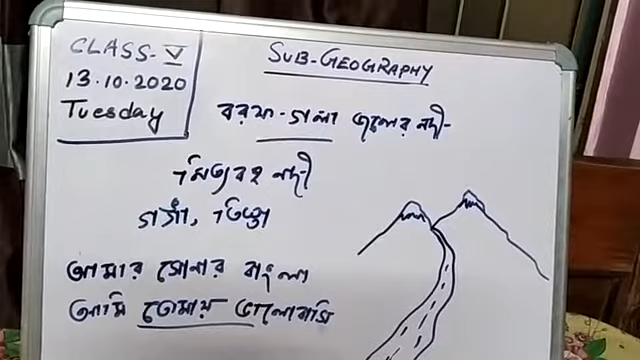 CLASS-V
13.10.2020
Tuesday
SUB-GEOGRAPHY
বরফ-গলা জলের নদী-
নিত্যবহ নদী
গঙ্গা, তিস্তা
আমার সোনার বাংলা
আমি তোমায় ভালোবাসি